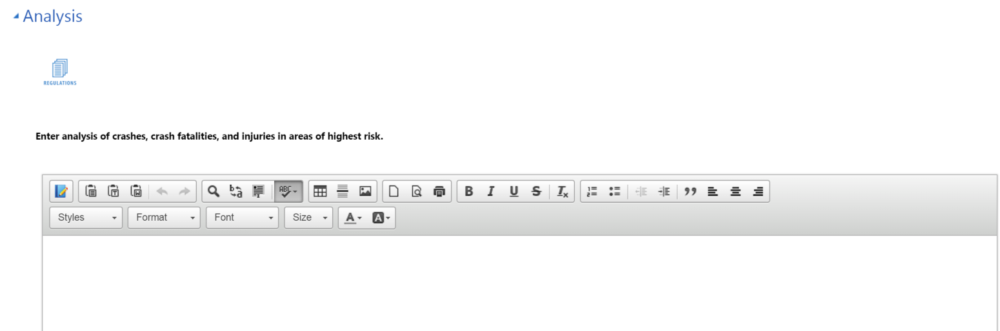 Analysis
REGULATIONS
Enter analysis of crashes, crash fatalities, and injuries in areas of highest risk.
Styles Format Font Size